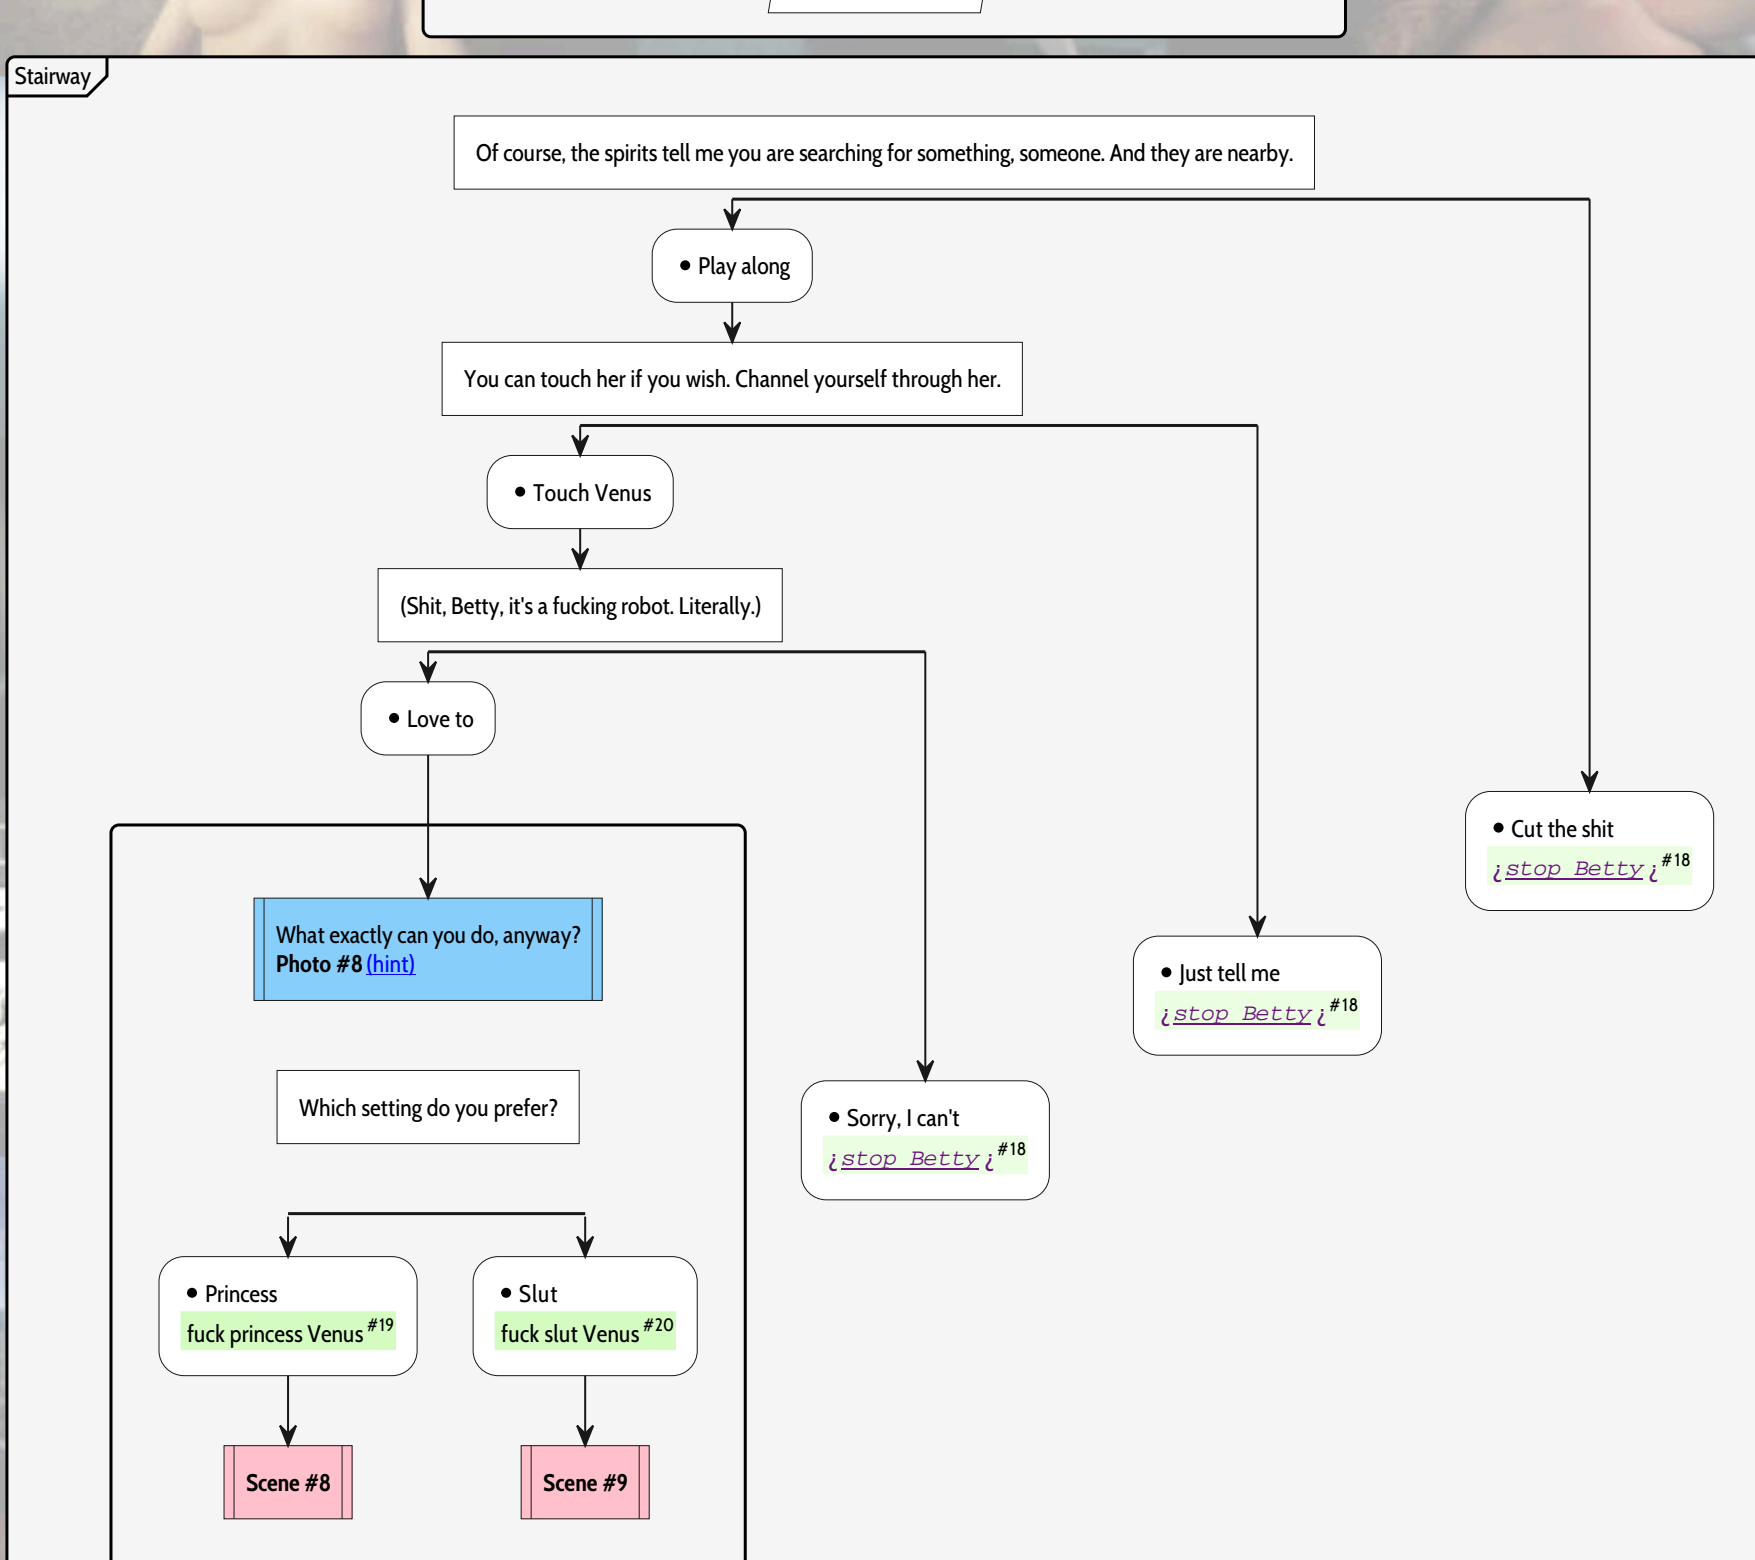 Stairway
Of course, the spirits tell me you are searching for something, someone. And they are nearby.
• Play along
You can touch her if you wish. Channel yourself through her.
• Touch Venus
(Shit, Betty, it's a fucking robot. Literally.)
• Love to
• Cut the shit
¿stop Betty¿#18
What exactly can you do, anyway?
Photo #8 (hint)
• Just tell me
¿stop Betty¿#18
Which setting do you prefer?
• Sorry, I can't
¿stop Betty¿#18
• Princess
fuck princess Venus#19
• Slut
fuck slut Venus#20
Scene #8
Scene #9